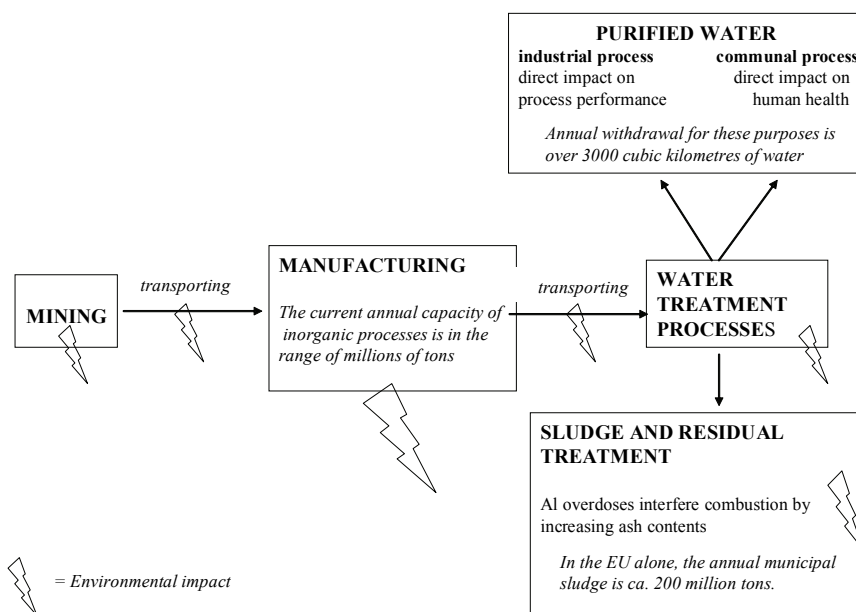 PURIFIED WATER
industrial process
direct impact on
process performance
communal process
direct impact on
human health
Annual withdrawal for these purposes is
over 3000 cubic kilometres of water
MINING
transporting
MANUFACTURING
The current annual capacity of
inorganic processes is in the
range of millions of tons
transporting
WATER
TREATMENT
PROCESSES
SLUDGE AND RESIDUAL
TREATMENT
Al overdoses interfere combustion by
increasing ash contents
In the EU alone, the annual municipal
sludge is ca. 200 million tons.
= Environmental impact